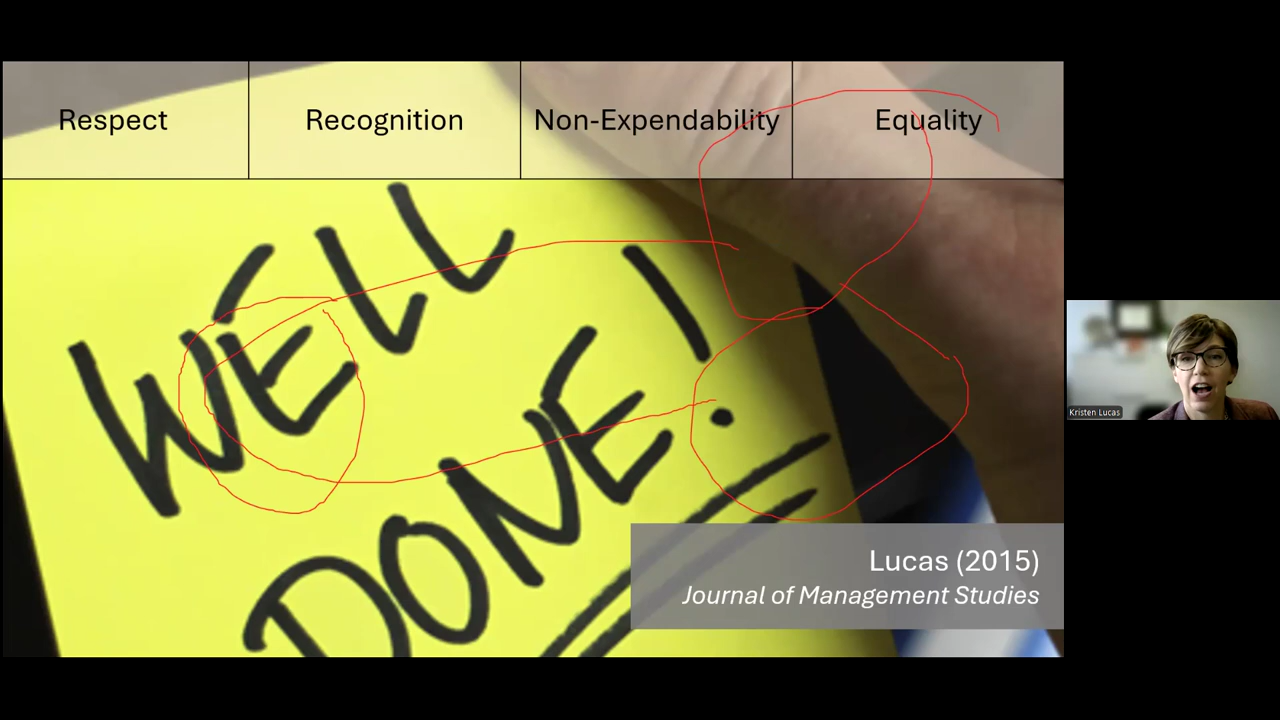 Respect
Recognition
Non-Expendability
Equality
WELL
DONE!
Lucas (2015)
Journal of Management Studies
Kristen Lucas